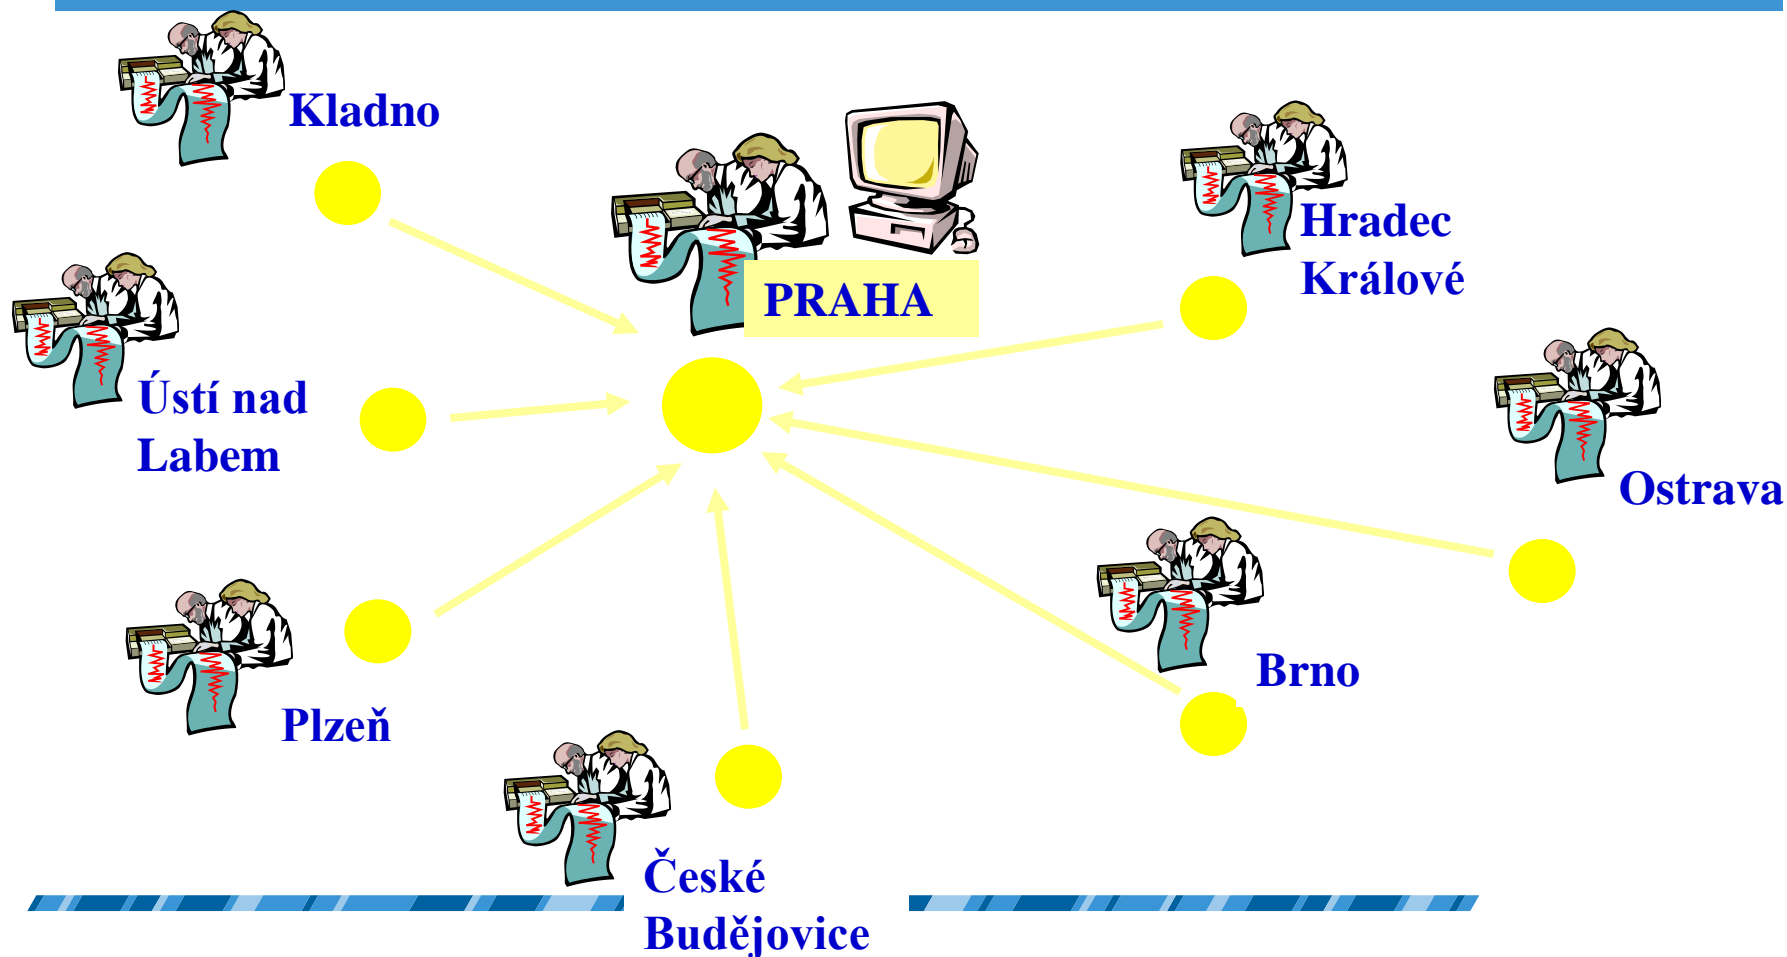 Kladno
PRAHA
Hradec
Králové
Ústí nad
Labem
Ostrava
Brno
Plzeň
České
Budějovice